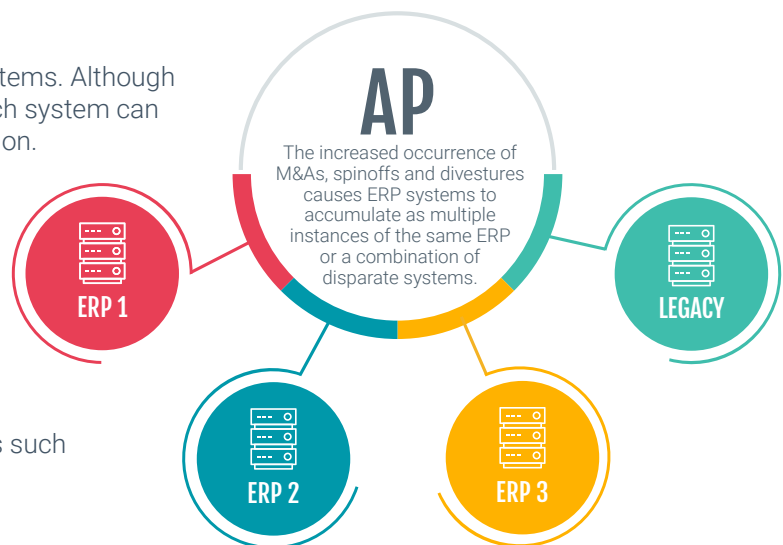 tems. Although
ch system can
on.
AP
The increased occurrence of
M&As, spinoffs and divestures
causes ERP systems to
accumulate as multiple
instances of the same ERP
or a combination of
disparate systems.
ERP 1
LEGACY
s such
ERP 2
ERP 3